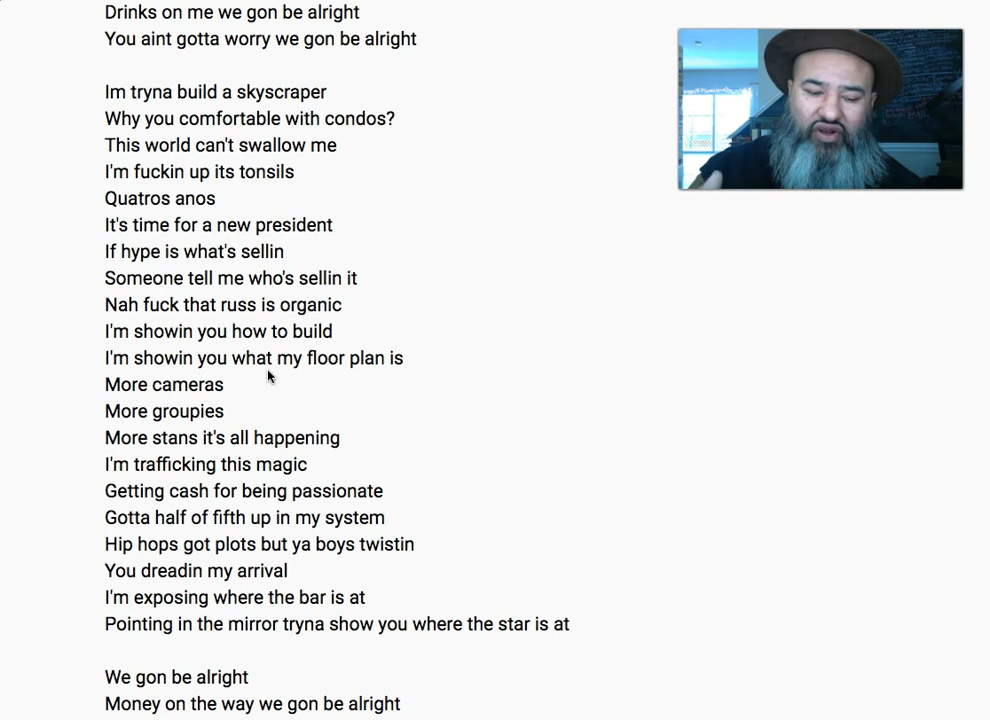 Drinks on me we gon be alright
You aint gotta worry we gon be alright
Im tryna build a skyscraper
Why you comfortable with condos?
This world can't swallow me
I'm fuckin up its tonsils
Quatros anos
It's time for a new president
If hype is what's sellin
Someone tell me who's sellin it
Nah fuck that russ is organic
I'm showin you how to build
I'm showin you what my floor plan is
More cameras
More groupies
More stans it's all happening
I'm trafficking this magic
Getting cash for being passionate
Gotta half of fifth up in my system
Hip hops got plots but ya boys twistin
You dreadin my arrival
I'm exposing where the bar is at
Pointing in the mirror tryna show you where the star is at
We gon be alright
Money on the way we gon be alright